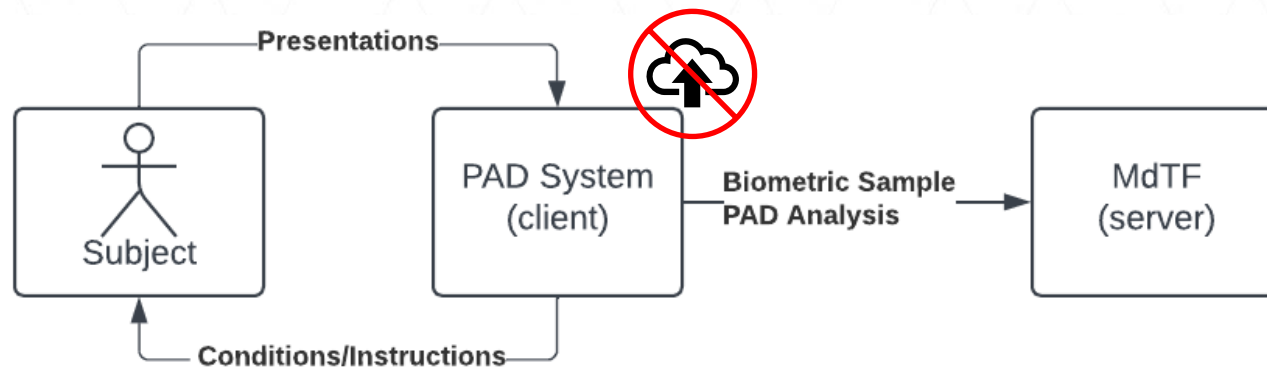 Presentations
Subject
PAD System
(client)
Biometric Sample
PAD Analysis
MdTF
(server)
Conditions/Instructions